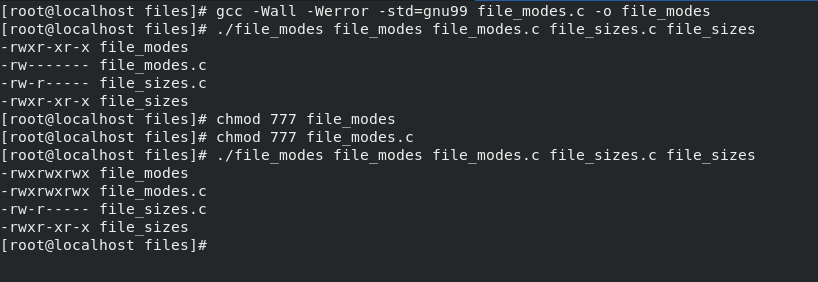 [root@localhost files]# gcc -Wall -Werror -std=gnu99 file_modes.c -o file_modes
[root@localhost files]# ./file_modes file_modes file_modes.c file_sizes.c file_sizes
-rwxr-xr-x file_modes
-rw------- file_modes.c
-rw-r----- file_sizes.c
-rwxr-xr-x file_sizes
[root@localhost files]# chmod 777 file_modes
[root@localhost files]# chmod 777 file_modes.c
[root@localhost files]# ./file_modes file_modes file_modes.c file_sizes.c file_sizes
-rwxrwxrwx file_modes
-rwxrwxrwx file_modes.c
-rw-r----- file_sizes.c
-rwxr-xr-x file_sizes
[root@localhost files]#